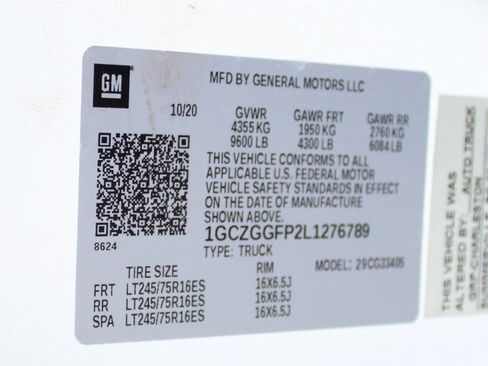 GM
MFD BY GENERAL MOTORS LLC
10/20 GVWR GAWR FRT GAWR RR
4355 KG 1950 KG 2760 KG
9600 LB 4300 LB 6084 LB
THIS VEHICLE CONFORMS TO ALL
APPLICABLE U.S. FEDERAL MOTOR
VEHICLE SAFETY STANDARDS IN EFFECT
ON THE DATE OF MANUFACTURE
SHOWN ABOVE.
8624 1GCZGGFP2L1276789
TYPE: TRUCK
TIRE SIZE RIM MODEL: 29CG33405
FRT LT245/75R16ES 16X6.5J
RR LT245/75R16ES 16X6.5J
SPA LT245/75R16ES 16X6.5J
THIS VEHICLE WAS
ALTERED BY: AUTO TRUCK
CHARLESTON